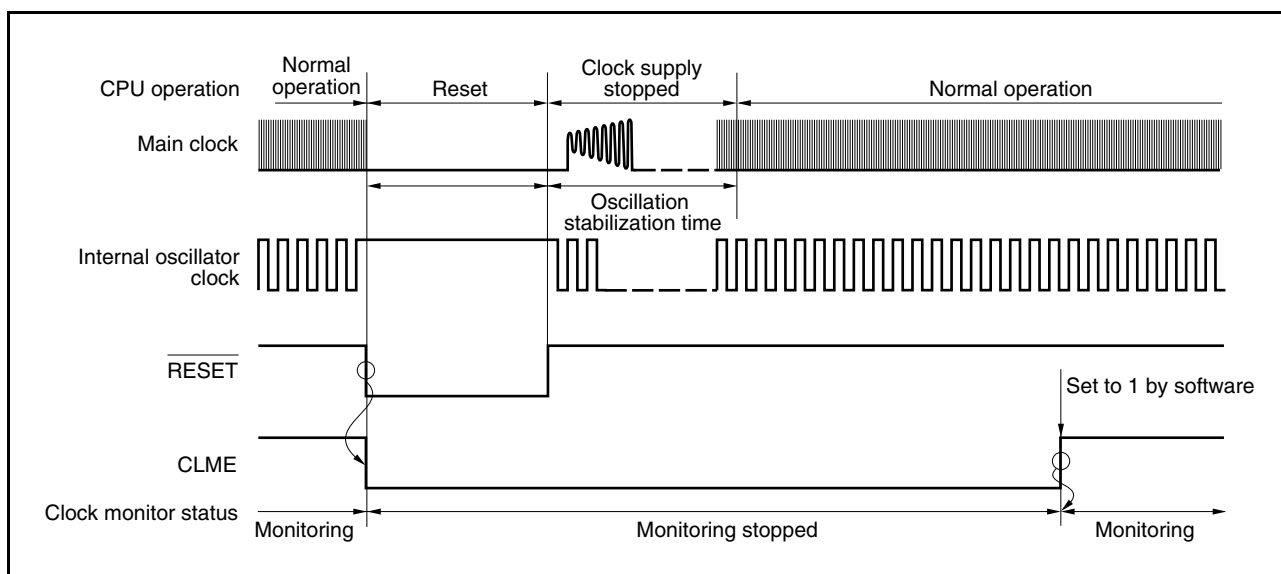 Normal
operation
Clock supply
stopped
CPU operation
Reset
Normal operation
Main clock
Oscillation
stabilization time
Internal oscillator
clock
RESET
Set to 1 by software
CLME
Clock monitor status
Monitoring
Monitoring stopped
Monitoring